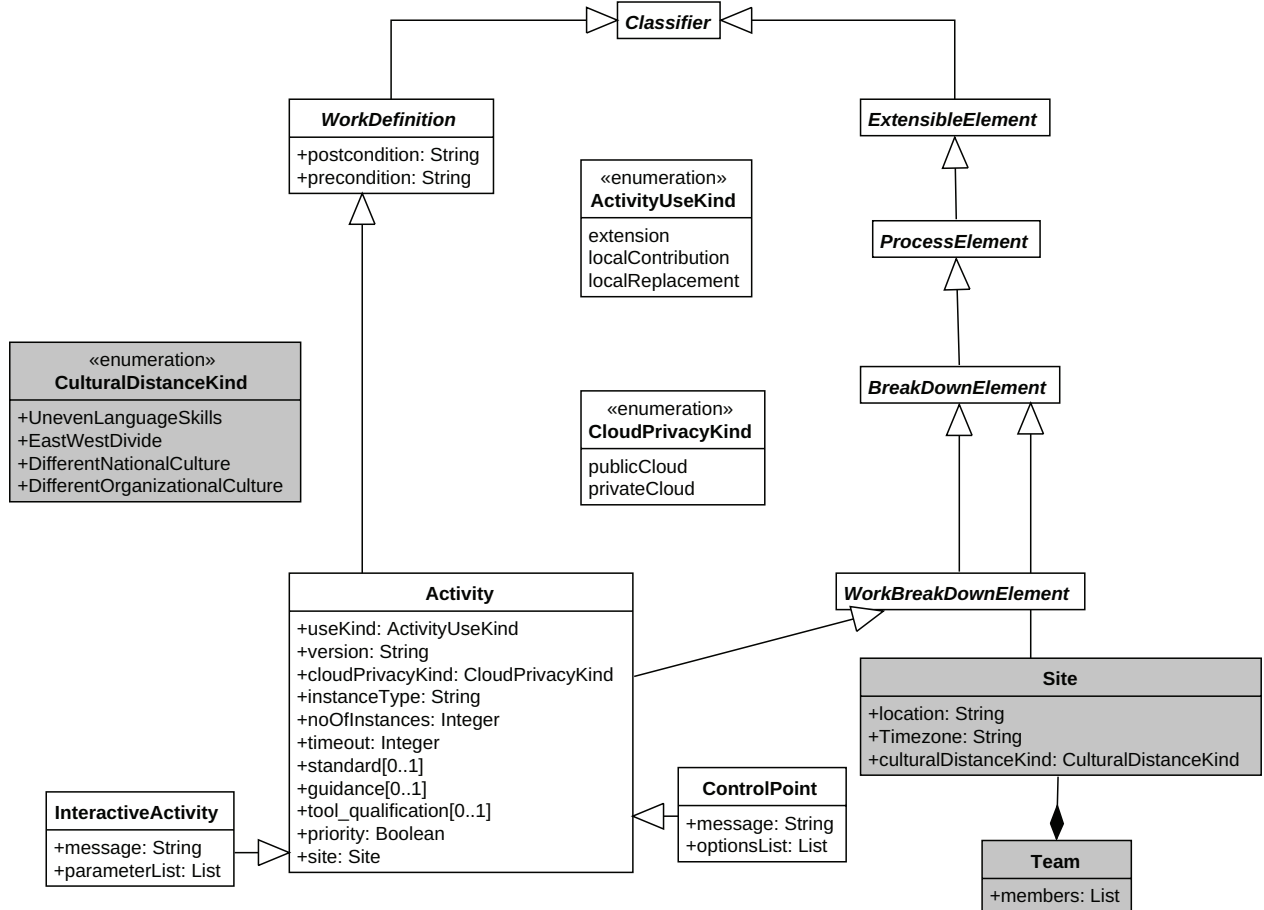 Classifier
WorkDefinition
+postcondition: String
+precondition: String
ExtensibleElement
«enumeration»
ActivityUseKind
extension
localContribution
localReplacement
ProcessElement
«enumeration»
CulturalDistanceKind
+UnevenLanguageSkills
+EastWestDivide
+DifferentNationalCulture
+DifferentOrganizationalCulture
«enumeration»
CloudPrivacyKind
publicCloud
privateCloud
BreakDownElement
Activity
+useKind: ActivityUseKind
+version: String
+cloudPrivacyKind: CloudPrivacyKind
+instanceType: String
+noOfInstances: Integer
+timeout: Integer
+standard[0..1]
+guidance[0..1]
+tool_qualification[0..1]
+priority: Boolean
+site: Site
WorkBreakDownElement
Site
+location: String
+Timezone: String
+culturalDistanceKind: CulturalDistanceKind
InteractiveActivity
+message: String
+parameterList: List
ControlPoint
+message: String
+optionsList: List
Team
+members: List